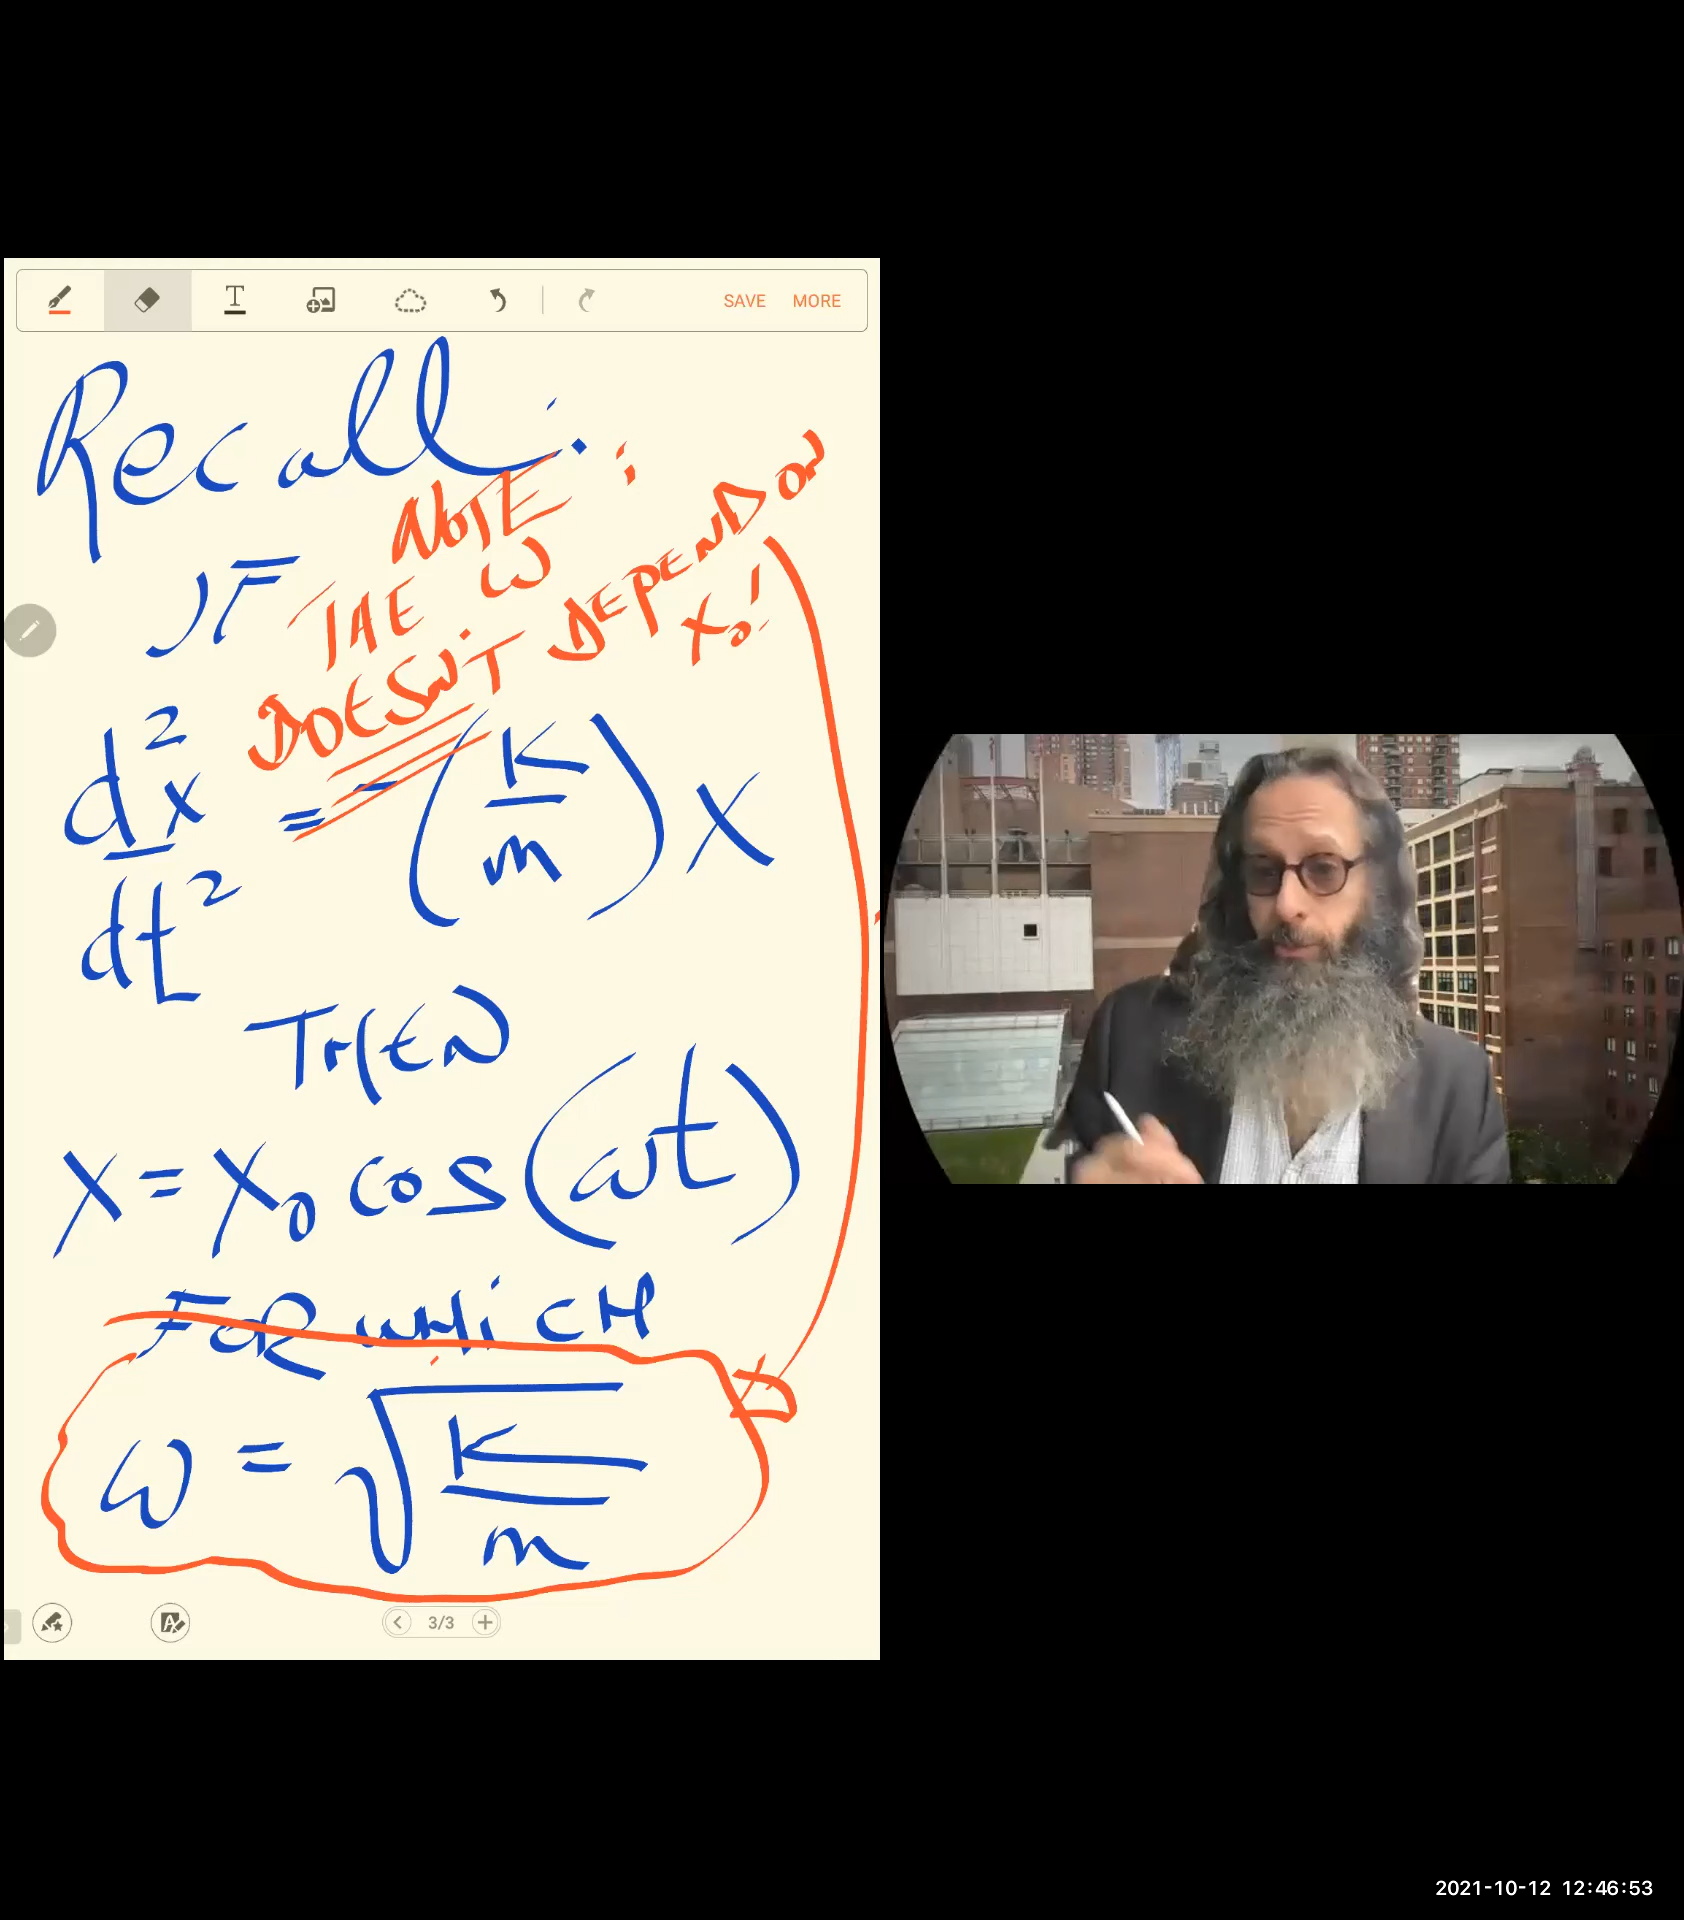 SAVE MORE
Recall:
NOTE:
IF THE ω
DOESN'T DEPEND ON
x₀!
d²x/dt² = -(k/m) x
THEN
x = x₀ cos(ωt)
FOR WHICH
ω = √(k/m)
3/3
2021-10-12 12:46:53